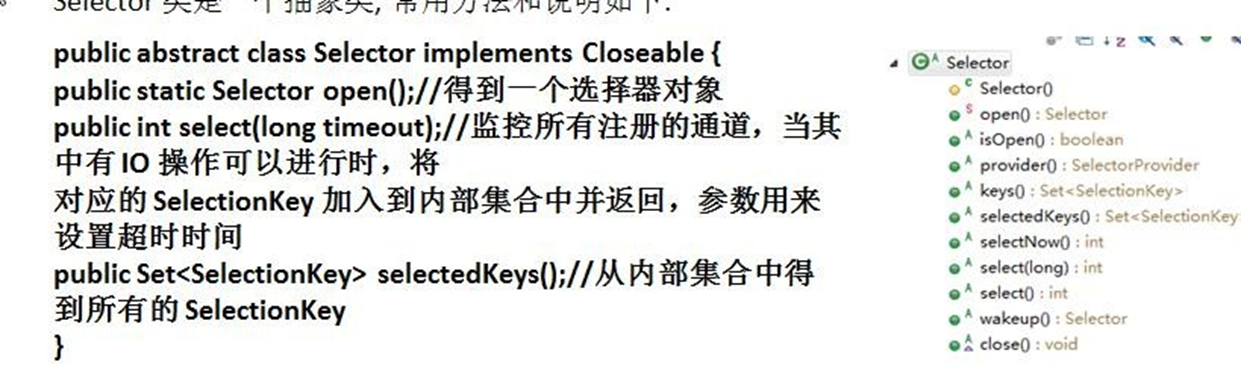 Selector 类是一个抽象类, 常用方法和说明如下:
public abstract class Selector implements Closeable {
public static Selector open();//得到一个选择器对象
public int select(long timeout);//监控所有注册的通道，当其
中有 IO 操作可以进行时，将
对应的 SelectionKey 加入到内部集合中并返回，参数用来
设置超时时间
public Set<SelectionKey> selectedKeys();//从内部集合中得
到所有的 SelectionKey
}
Selector
Selector()
open() : Selector
isOpen() : boolean
provider() : SelectorProvider
keys() : Set<SelectionKey>
selectedKeys() : Set<SelectionKey
selectNow() : int
select(long) : int
select() : int
wakeup() : Selector
close() : void